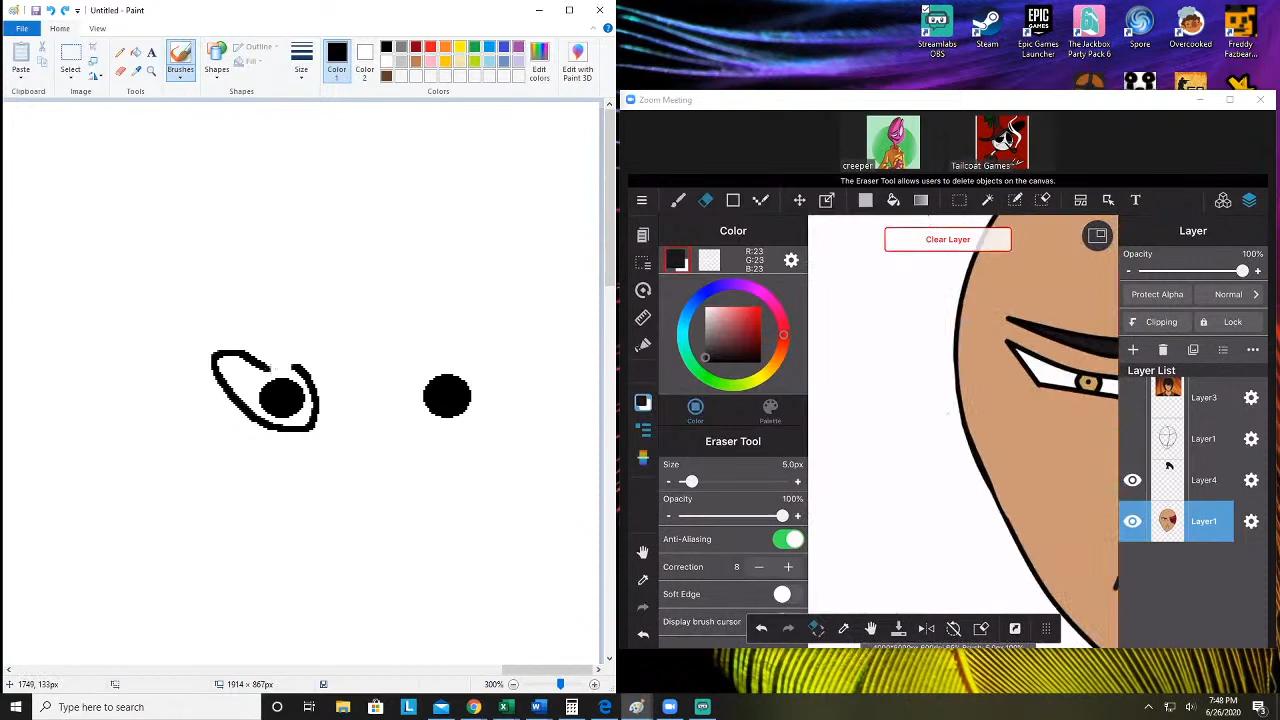 Untitled - Paint
File
Home
View
Paste
Select
Brushes
Shapes
Outline
Fill
Size
Color
1
Color
2
Edit
colors
Edit with
Paint 3D
Clipboard
Image
Tools
Shapes
Colors
1749, 133px
1914 × 867px
300%
Streamlabs
OBS
Steam
Epic Games
Launcher
The Jackbox
Party Pack 6
Spore
Overcooked
Freddy
Fazbear...
Zoom Meeting
creeper
Tailcoat Games
The Eraser Tool allows users to delete objects on the canvas.
Color
R:23
G:23
B:23
Color
Palette
Eraser Tool
Size 5.0px
Opacity 100%
Anti-Aliasing
Correction 8
Soft Edge
Display brush cursor
Clear Layer
Layer
Opacity 100%
Protect Alpha
Normal
Clipping
Lock
Layer List
Layer3
Layer1
Layer4
Layer1
Type here to search
7:48 PM
6/26/2020